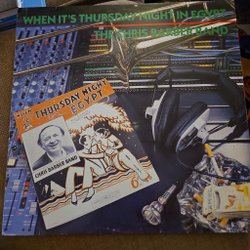 WHEN IT'S THURSDAY NIGHT IN EGYPT
THE CHRIS BARBER BAND
THURSDAY NIGHT
EGYPT
CHRIS BARBER BAND